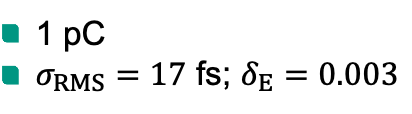 1 pC
σRMS = 17 fs; δE = 0.003